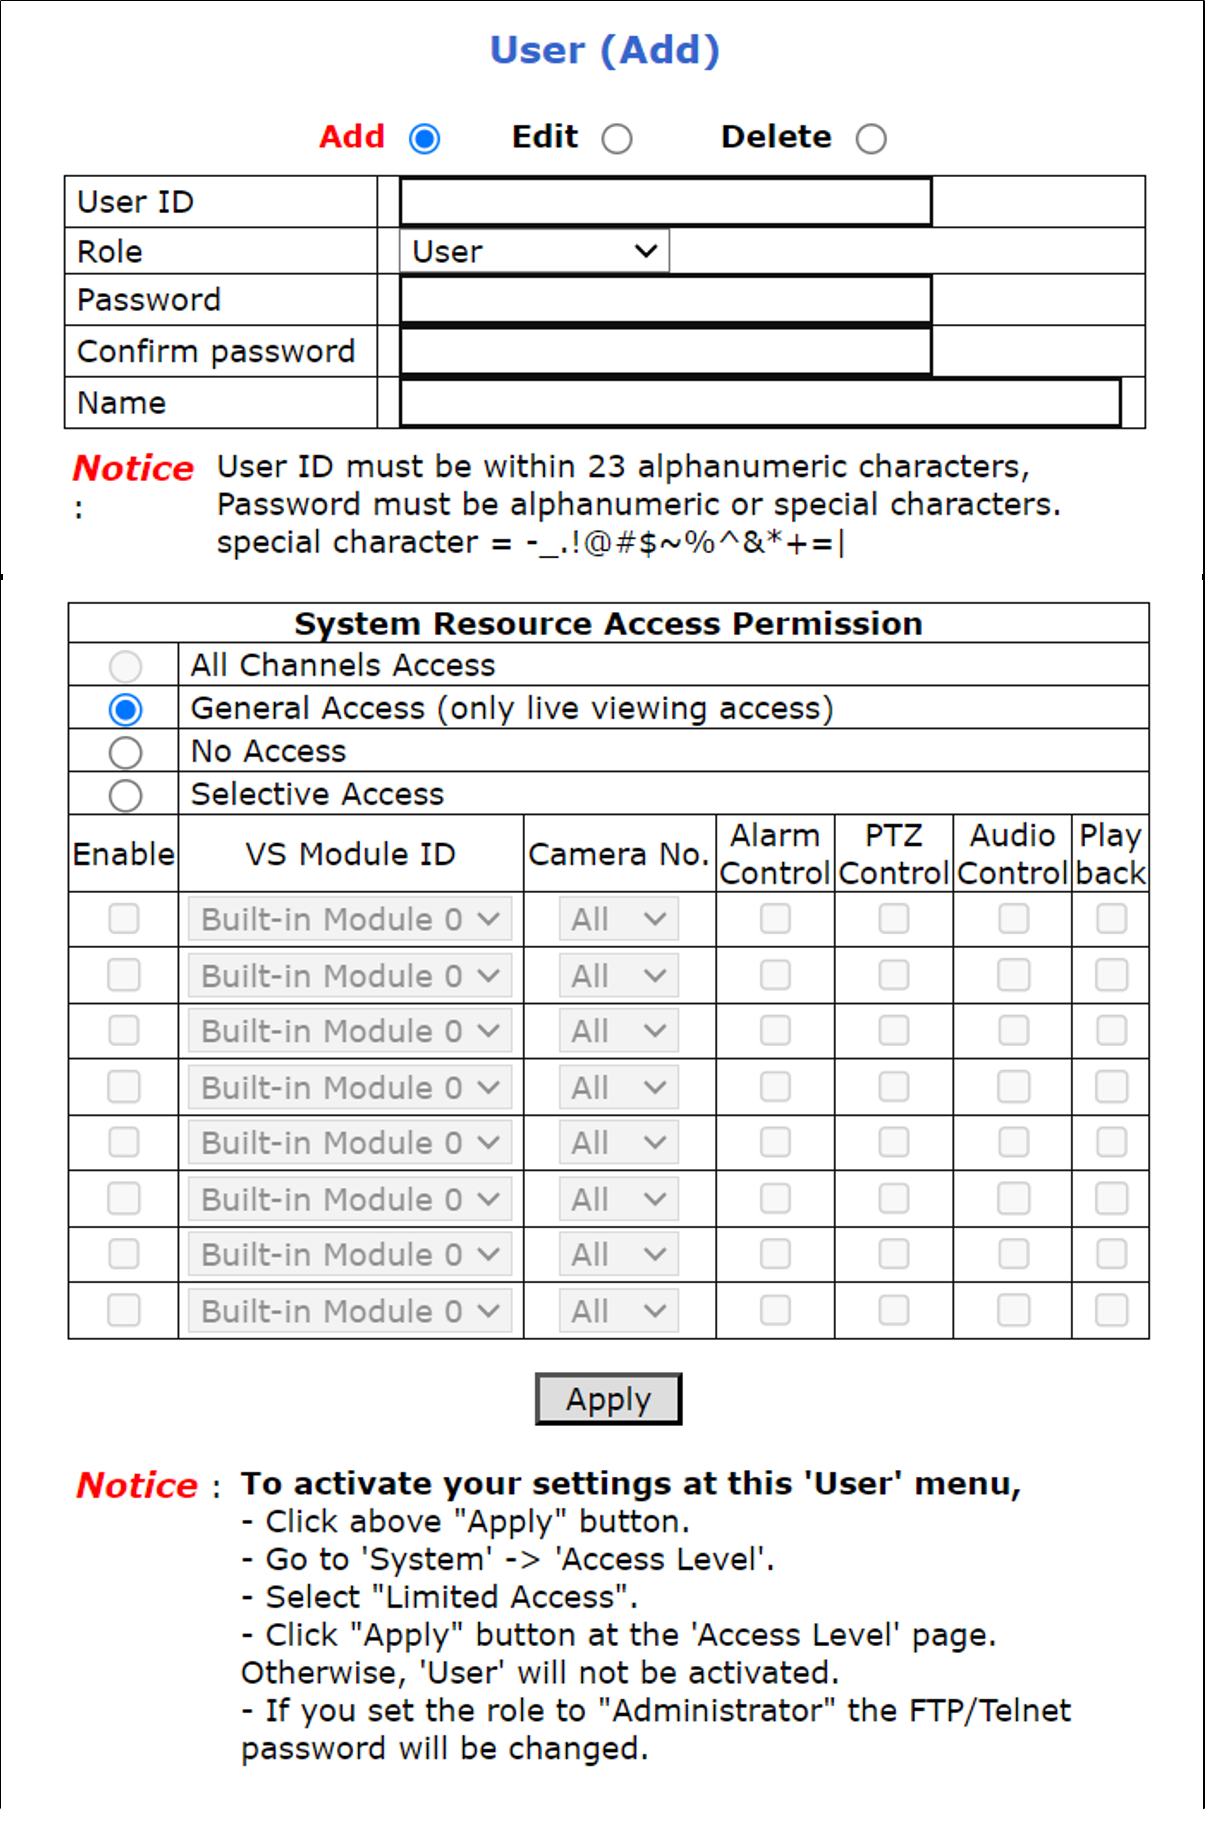 User (Add)
Add Edit Delete
User ID
Role User
Password
Confirm password
Name
Notice User ID must be within 23 alphanumeric characters,
: Password must be alphanumeric or special characters.
special character = -_.!@#$~%^&*+=|
System Resource Access Permission
All Channels Access
General Access (only live viewing access)
No Access
Selective Access
Enable VS Module ID Camera No. Alarm Control PTZ Control Audio Control Play back
Built-in Module 0 All
Built-in Module 0 All
Built-in Module 0 All
Built-in Module 0 All
Built-in Module 0 All
Built-in Module 0 All
Built-in Module 0 All
Built-in Module 0 All
Apply
Notice : To activate your settings at this 'User' menu,
- Click above "Apply" button.
- Go to 'System' -> 'Access Level'.
- Select "Limited Access".
- Click "Apply" button at the 'Access Level' page.
Otherwise, 'User' will not be activated.
- If you set the role to "Administrator" the FTP/Telnet
password will be changed.